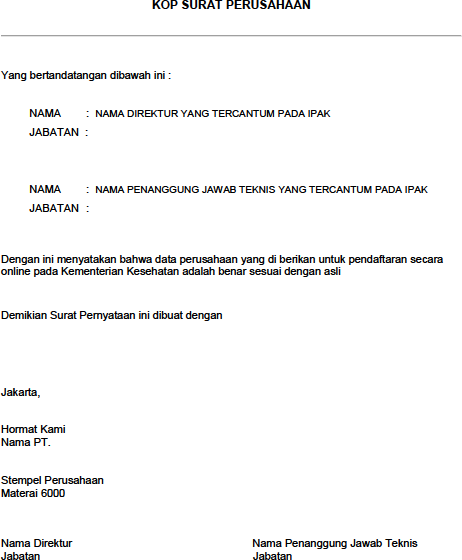 KOP SURAT PERUSAHAAN
Yang bertandatangan dibawah ini :
NAMA : NAMA DIREKTUR YANG TERCANTUM PADA IPAK
JABATAN :
NAMA : NAMA PENANGGUNG JAWAB TEKNIS YANG TERCANTUM PADA IPAK
JABATAN :
Dengan ini menyatakan bahwa data perusahaan yang di berikan untuk pendaftaran secara
online pada Kementerian Kesehatan adalah benar sesuai dengan asli
Demikian Surat Pernyataan ini dibuat dengan
Jakarta,
Hormat Kami
Nama PT.
Stempel Perusahaan
Materai 6000
Nama Direktur Nama Penanggung Jawab Teknis
Jabatan Jabatan